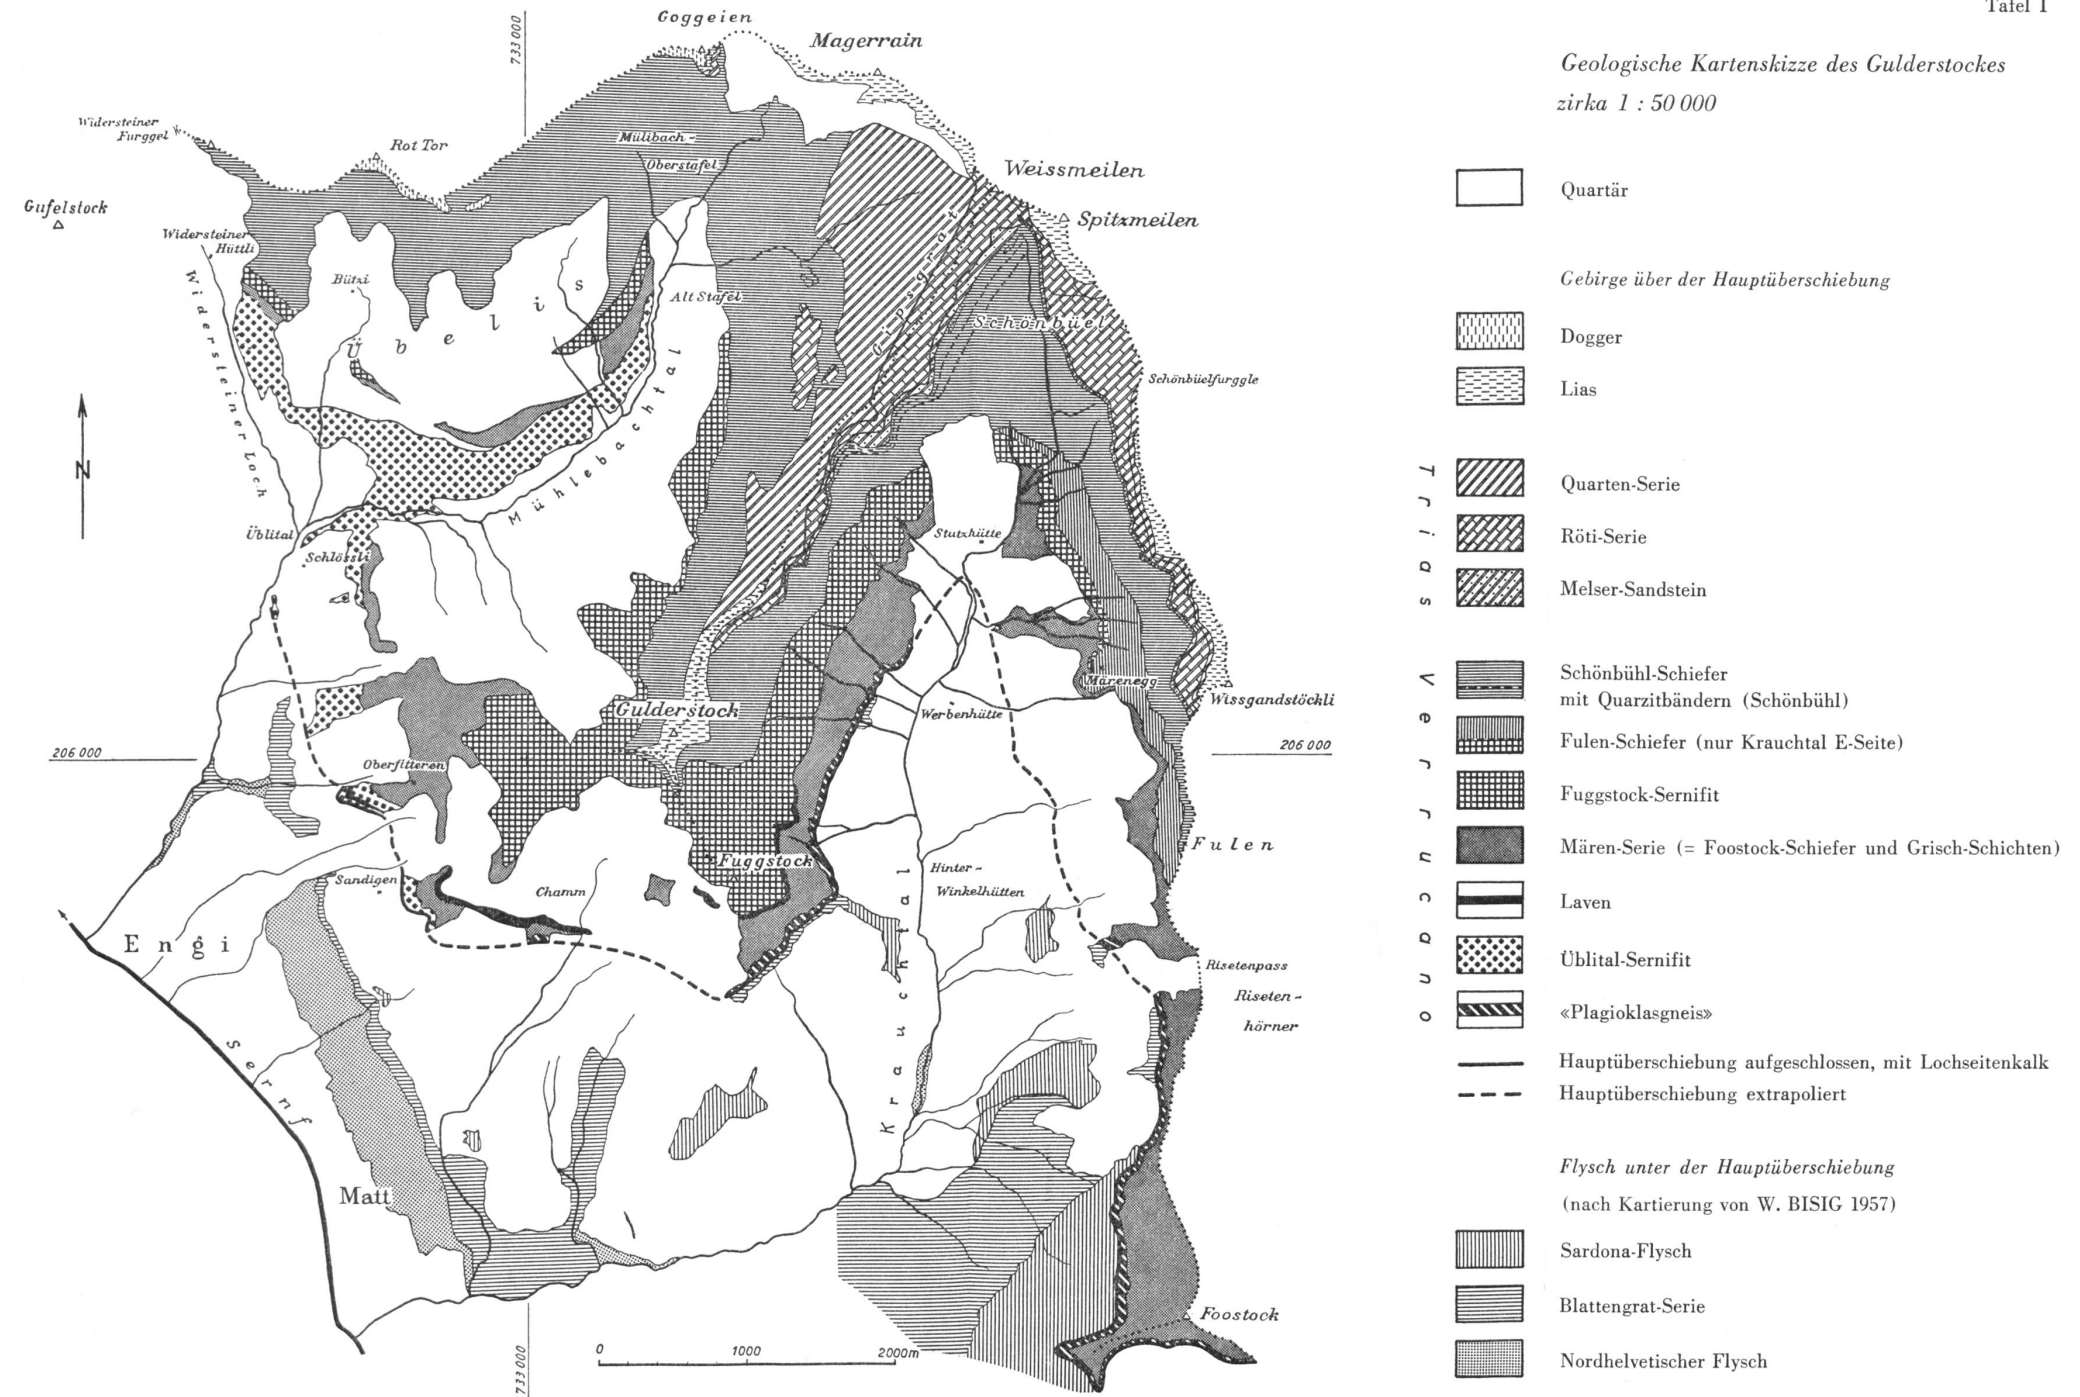 Tafel I
Geologische Kartenskizze des Gulderstockes
zirka 1 : 50 000
Quartär
Gebirge über der Hauptüberschiebung
Dogger
Lias
Trias
Quarten-Serie
Röti-Serie
Melser-Sandstein
Verrucano
Schönbühl-Schiefer
mit Quarzitbändern (Schönbühl)
Fulen-Schiefer (nur Krauchtal E-Seite)
Fuggstock-Sernifit
Mären-Serie (= Foostock-Schiefer und Grisch-Schichten)
Laven
Üblital-Sernifit
«Plagioklasgneis»
Hauptüberschiebung aufgeschlossen, mit Lochseitenkalk
Hauptüberschiebung extrapoliert
Flysch unter der Hauptüberschiebung
(nach Kartierung von W. BISIG 1957)
Sardona-Flysch
Blattengrat-Serie
Nordhelvetischer Flysch
733 000
Goggeien
Magerrain
Widersteiner
Furggel
Rot Tor
Mülibach-
Oberstafel
Weissmeilen
Gufelstock
Spitzmeilen
Widersteiner
Hüttli
Bützi
Alt Stafel
Übelis
Gipsgrat
Schönbüel
Widersteiner Loch
Schönbüelfurggle
N
Mühlebachtal
Üblital
Schlössli
Stutzhütte
Märenegg
Gulderstock
Werbenhütte
Wissgandstöckli
206 000
206 000
Oberfitteren
Fuggstock
Fulen
Sandigen
Chamm
Hinter-
Winkelhütten
Engi
Krauchtal
Risetenpass
Riseten-
hörner
Sernf
Matt
Foostock
733 000
0 1000 2000m